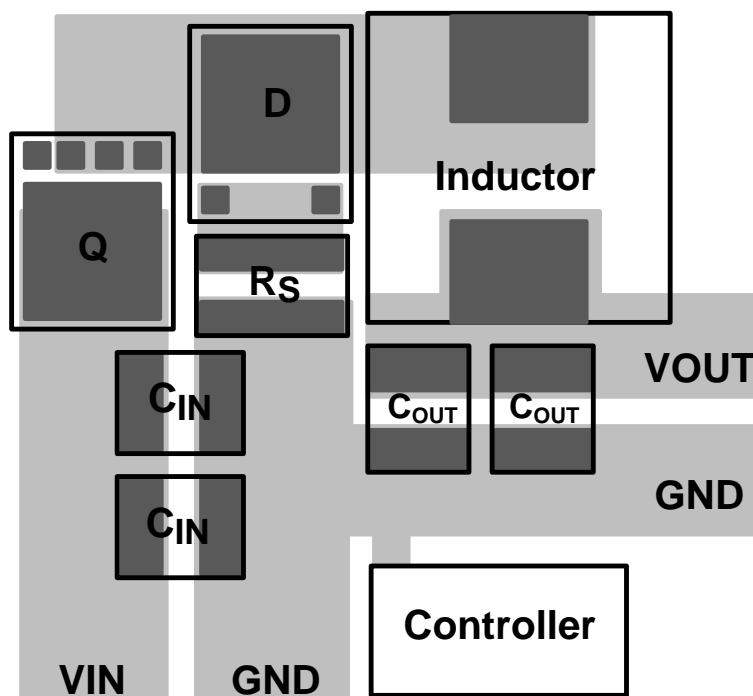 D
Inductor
Q
RS
VOUT
CIN
COUT
COUT
GND
CIN
Controller
VIN
GND